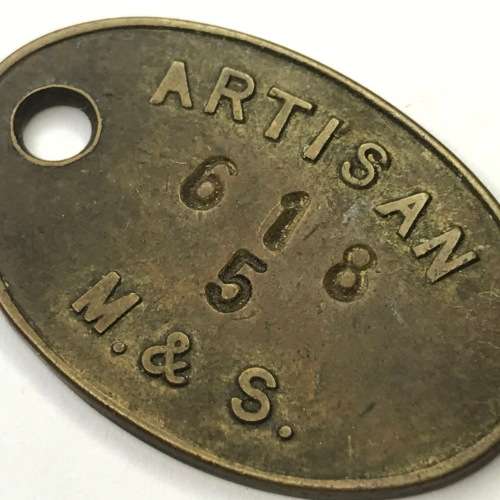 ARTISAN
618
5
M. & S.